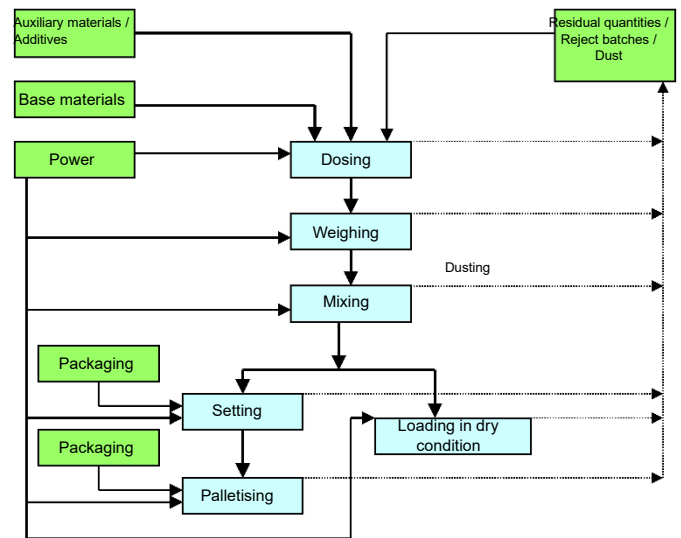 Auxiliary materials /
Additives
Residual quantities /
Reject batches /
Dust
Base materials
Power
Dosing
Weighing
Dusting
Mixing
Packaging
Setting
Loading in dry
condition
Packaging
Palletising